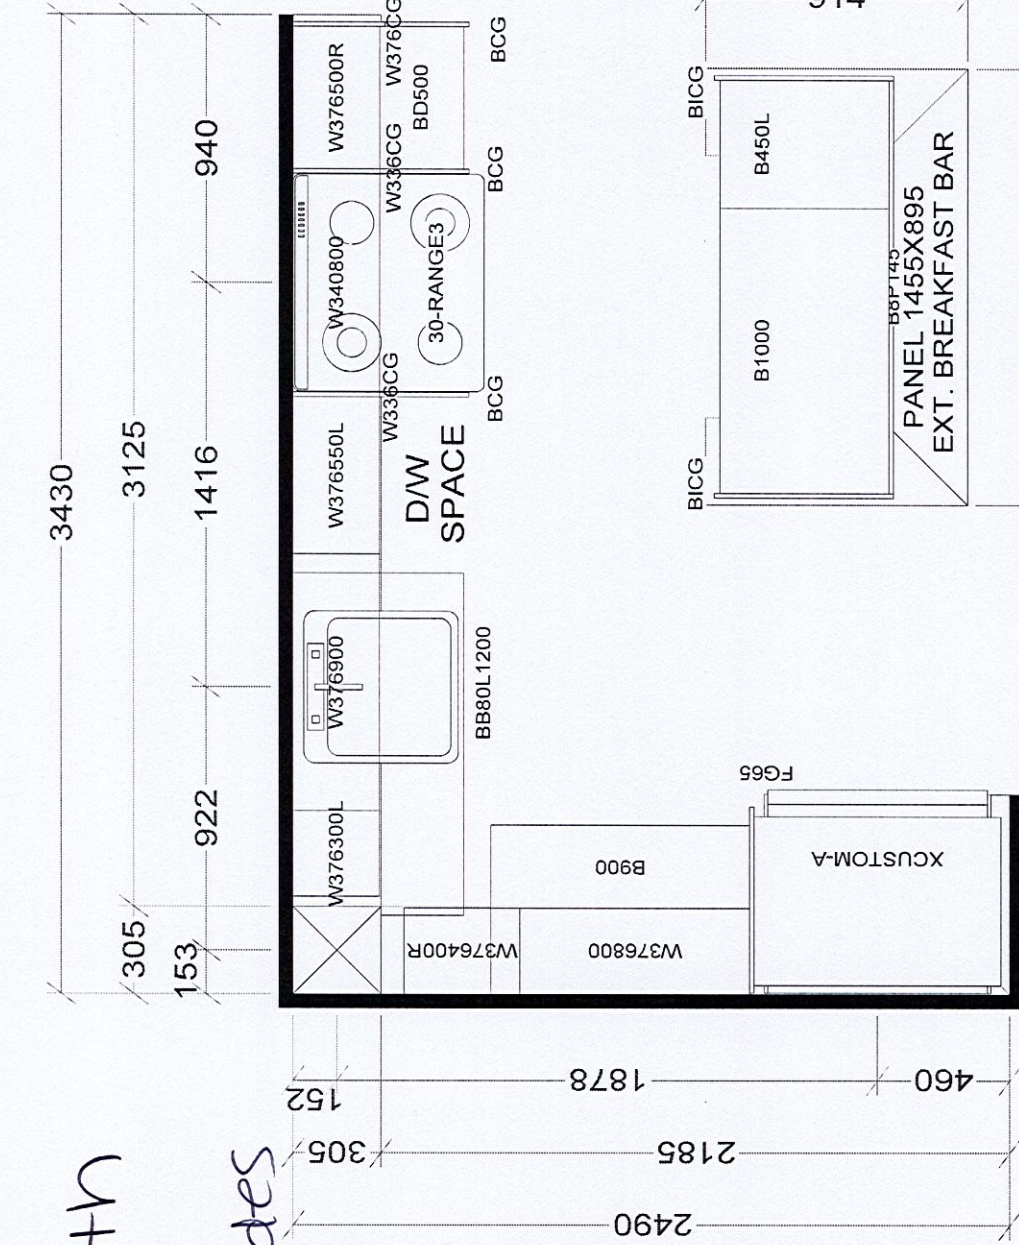 914
W376CG
BCG
W376500R
BD500
BICG
B450L
940
W336CG
BCG
W340800
30-RANGE3
B1000
PANEL 1455X895
EXT. BREAKFAST BAR
W336CG
BCG
3430
3125
1416
W376550L
D/W
SPACE
BICG
W376900
BB80L1200
922
W376300L
FG65
XCUSTOM-A
B900
305
153
W376400R
W376800
152
1878
460
305
2185
2490